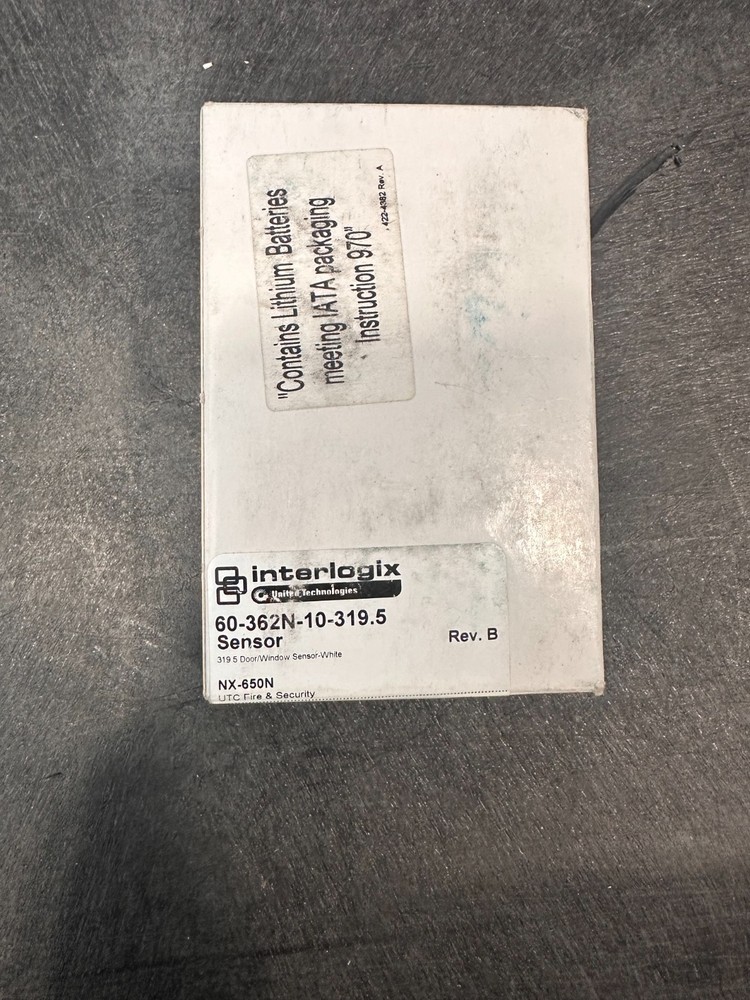 "Contains Lithium Batteries
meeting IATA packaging
Instruction 970"
422-4382 Rev. A
interlogix
United Technologies
60-362N-10-319.5
Sensor
Rev. B
319.5 Door/Window Sensor-White
NX-650N
UTC Fire & Security